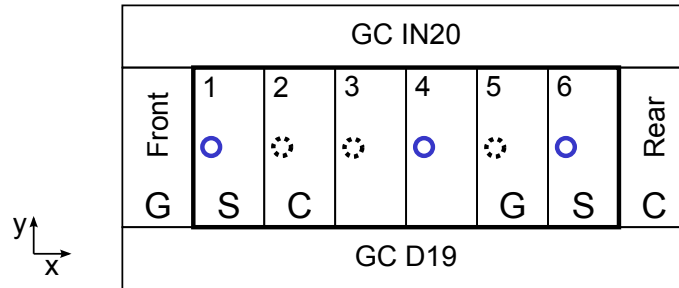 GC IN20
Front
1 2 3 4 5 6
Rear
G S C G S C
y
x
GC D19